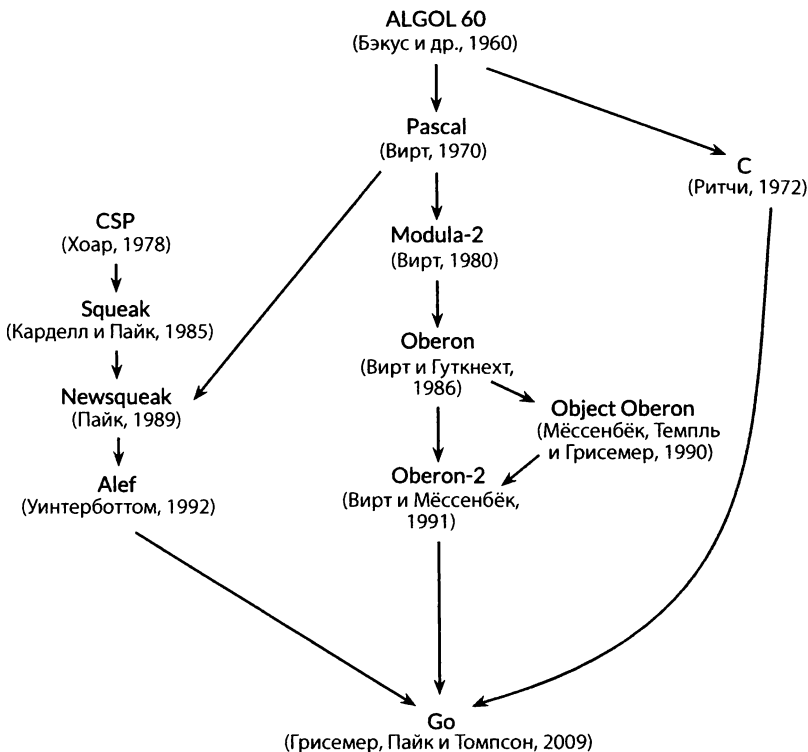 ALGOL 60
(Бэкус и др., 1960)
Pascal
(Вирт, 1970)
C
(Ритчи, 1972)
CSP
(Хоар, 1978)
Modula-2
(Вирт, 1980)
Squeak
(Карделл и Пайк, 1985)
Oberon
(Вирт и Гуткнехт,
1986)
Newsqueak
(Пайк, 1989)
Object Oberon
(Мёссенбёк, Темпль
и Грисемер, 1990)
Alef
(Уинтерботтом, 1992)
Oberon-2
(Вирт и Мёссенбёк,
1991)
Go
(Грисемер, Пайк и Томпсон, 2009)